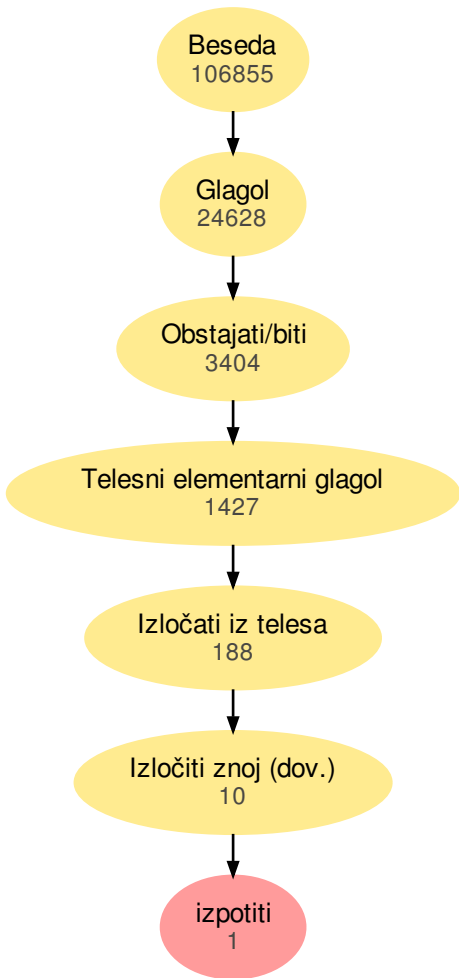 Beseda
106855
Glagol
24628
Obstajati/biti
3404
Telesni elementarni glagol
1427
Izločati iz telesa
188
Izločiti znoj (dov.)
10
izpotiti
1